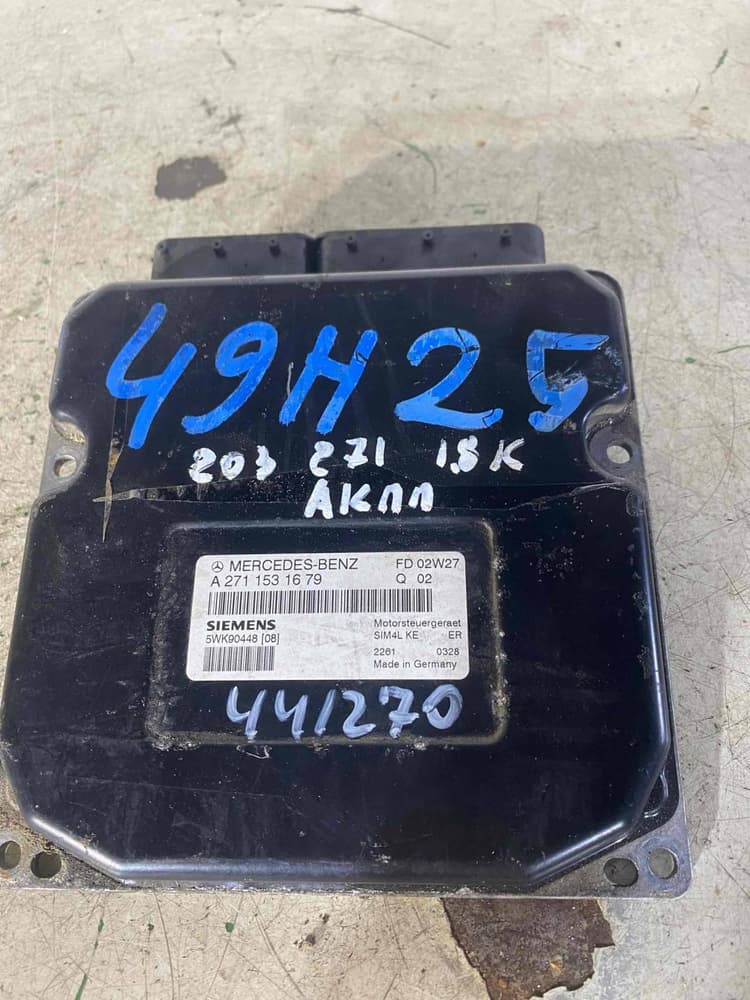 49H25
203 271 1,8K
АКПП
MERCEDES-BENZ FD 02W27
A 271 153 16 79 Q 02
SIEMENS Motorsteuergeraet
5WK90448 [08] SIM4L KE ER
2261 0328
Made in Germany
441270